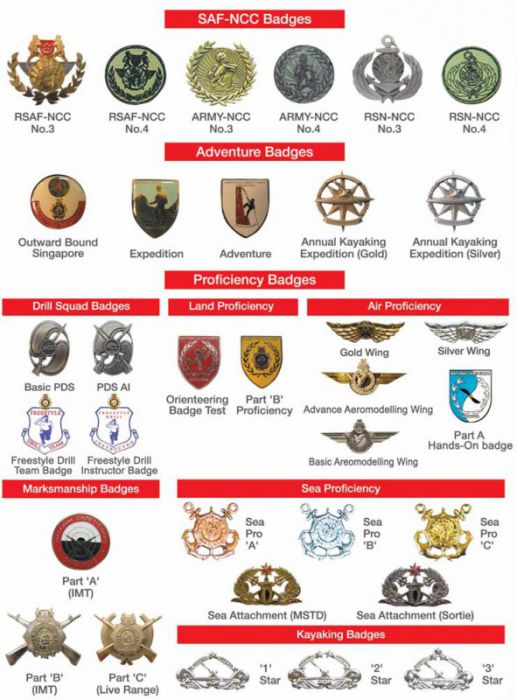 SAF-NCC Badges
RSAF-NCC
No.3
RSAF-NCC
No.4
ARMY-NCC
No.3
ARMY-NCC
No.4
RSN-NCC
No.3
RSN-NCC
No.4
Adventure Badges
Outward Bound
Singapore
Expedition
Adventure
Annual Kayaking
Expedition (Gold)
Annual Kayaking
Expedition (Silver)
Proficiency Badges
Drill Squad Badges
Basic PDS
PDS AI
FREESTYLE
DRILL
TEAM
Freestyle Drill
Team Badge
FREESTYLE
DRILL
Freestyle Drill
Instructor Badge
Land Proficiency
Orienteering
Badge Test
Part 'B'
Proficiency
Air Proficiency
Gold Wing
Silver Wing
Advance Aeromodelling Wing
Basic Areomodelling Wing
Part A
Hands-On badge
Marksmanship Badges
Part 'A'
(IMT)
Part 'B'
(IMT)
Part 'C'
(Live Range)
Sea Proficiency
Sea
Pro
'A'
Sea
Pro
'B'
Sea
Pro
'C'
Sea Attachment (MSTD)
Sea Attachment (Sortie)
Kayaking Badges
'1'
Star
'2'
Star
'3'
Star